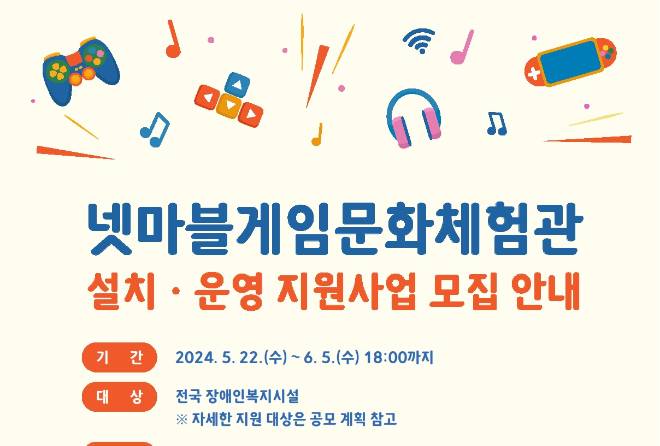 넷마블게임문화체험관
설치 · 운영 지원사업 모집 안내
기 간 2024. 5. 22.(수) ~ 6. 5.(수) 18:00까지
대 상 전국 장애인복지시설
※ 자세한 지원 대상은 공모 계획 참고